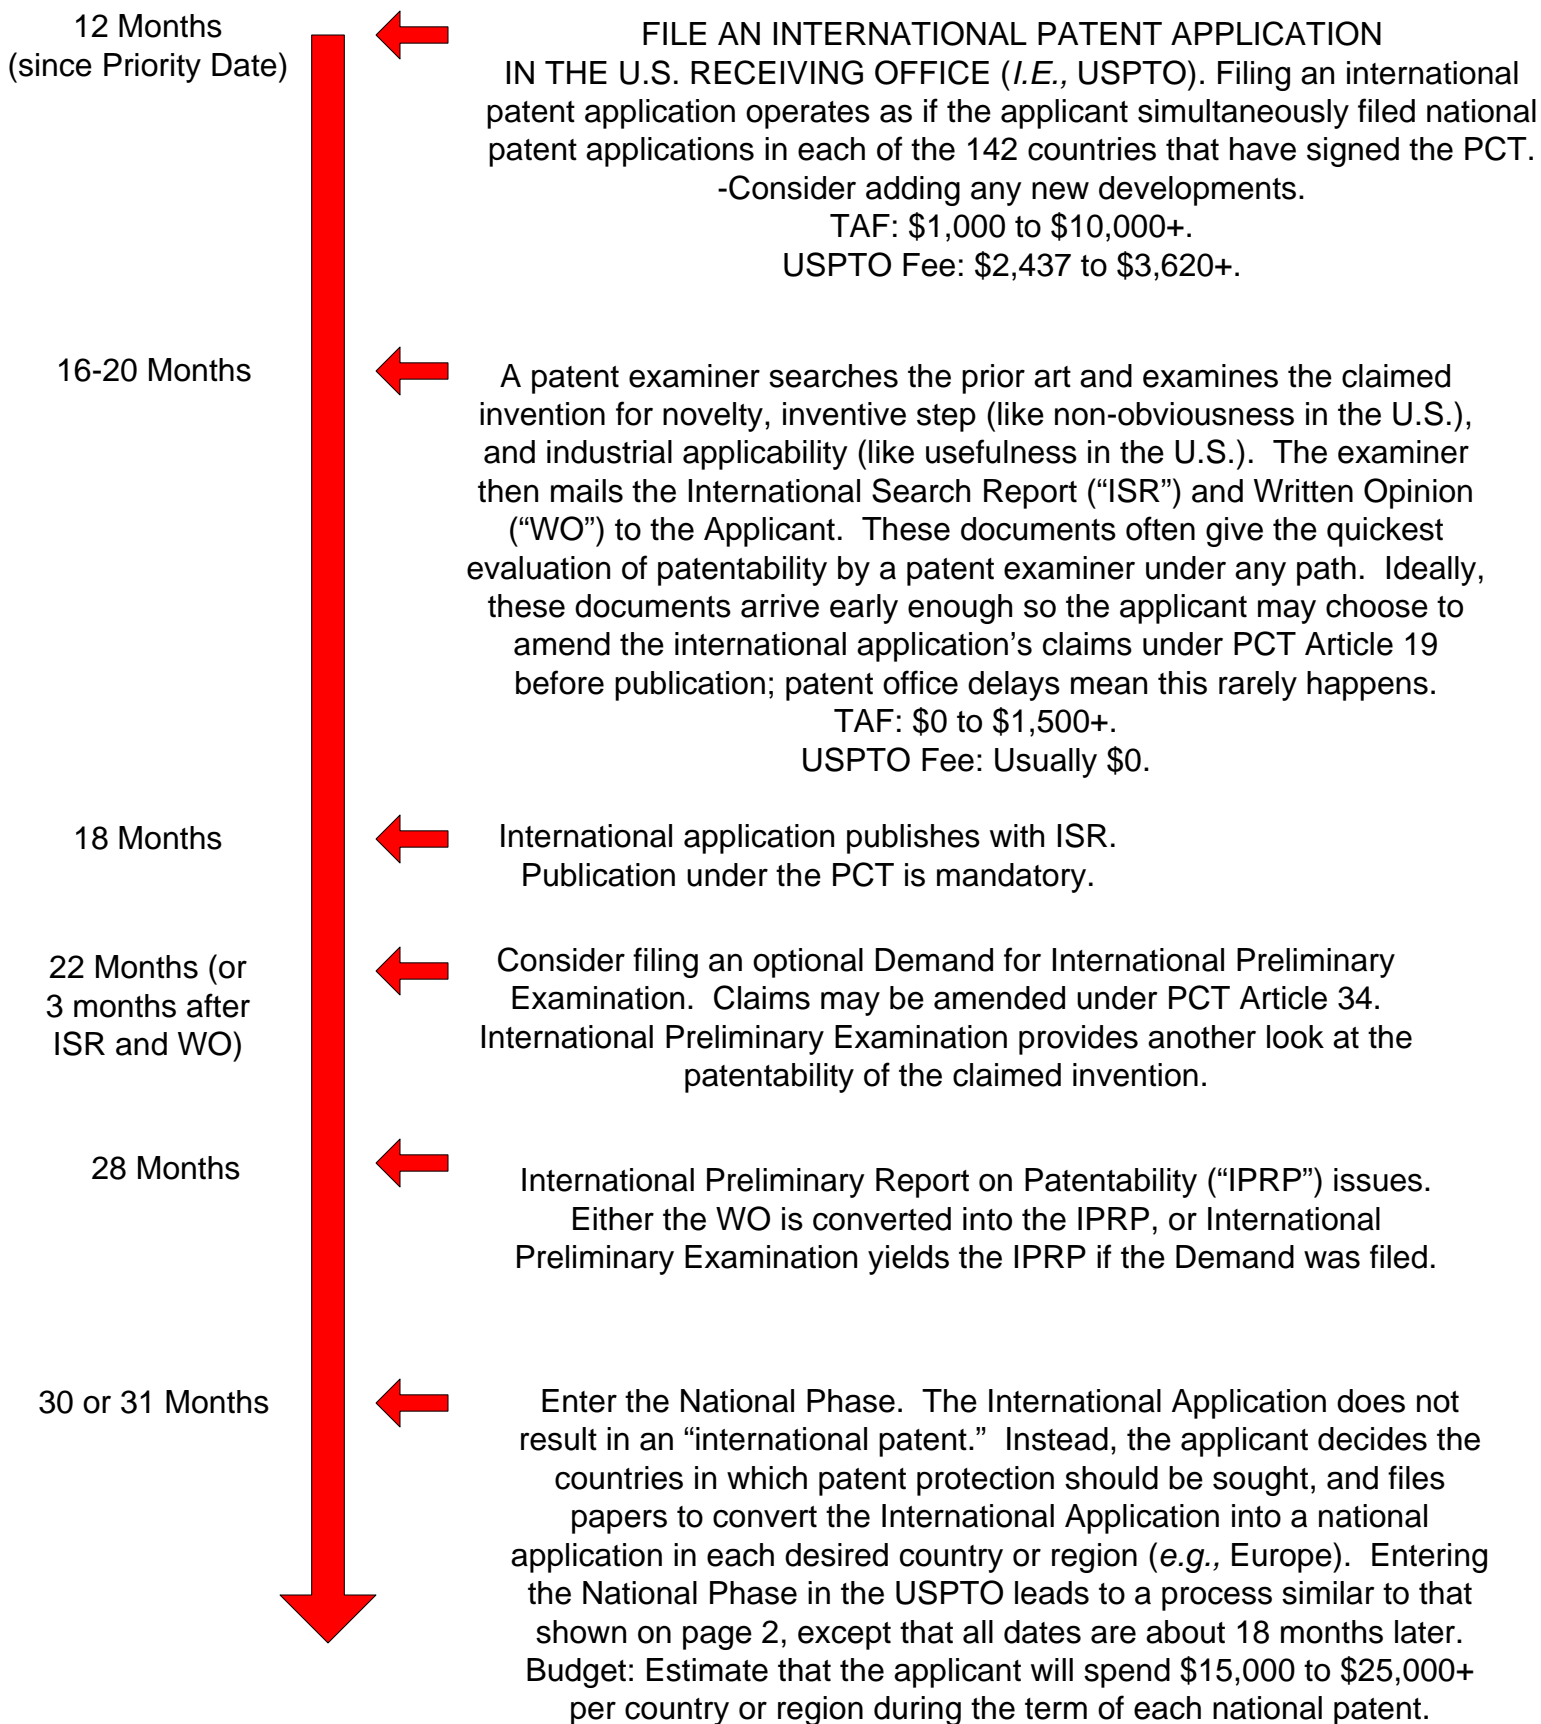 12 Months
(since Priority Date)
FILE AN INTERNATIONAL PATENT APPLICATION
IN THE U.S. RECEIVING OFFICE (I.E., USPTO). Filing an international
patent application operates as if the applicant simultaneously filed national
patent applications in each of the 142 countries that have signed the PCT.
-Consider adding any new developments.
TAF: $1,000 to $10,000+.
USPTO Fee: $2,437 to $3,620+.
16-20 Months
A patent examiner searches the prior art and examines the claimed
invention for novelty, inventive step (like non-obviousness in the U.S.),
and industrial applicability (like usefulness in the U.S.).  The examiner
then mails the International Search Report (“ISR”) and Written Opinion
(“WO”) to the Applicant.  These documents often give the quickest
evaluation of patentability by a patent examiner under any path.  Ideally,
these documents arrive early enough so the applicant may choose to
amend the international application’s claims under PCT Article 19
before publication; patent office delays mean this rarely happens.
TAF: $0 to $1,500+.
USPTO Fee: Usually $0.
18 Months
International application publishes with ISR.
Publication under the PCT is mandatory.
22 Months (or
3 months after
ISR and WO)
Consider filing an optional Demand for International Preliminary
Examination.  Claims may be amended under PCT Article 34.
International Preliminary Examination provides another look at the
patentability of the claimed invention.
28 Months
International Preliminary Report on Patentability (“IPRP”) issues.
Either the WO is converted into the IPRP, or International
Preliminary Examination yields the IPRP if the Demand was filed.
30 or 31 Months
Enter the National Phase.  The International Application does not
result in an “international patent.”  Instead, the applicant decides the
countries in which patent protection should be sought, and files
papers to convert the International Application into a national
application in each desired country or region (e.g., Europe).  Entering
the National Phase in the USPTO leads to a process similar to that
shown on page 2, except that all dates are about 18 months later.
Budget: Estimate that the applicant will spend $15,000 to $25,000+
per country or region during the term of each national patent.